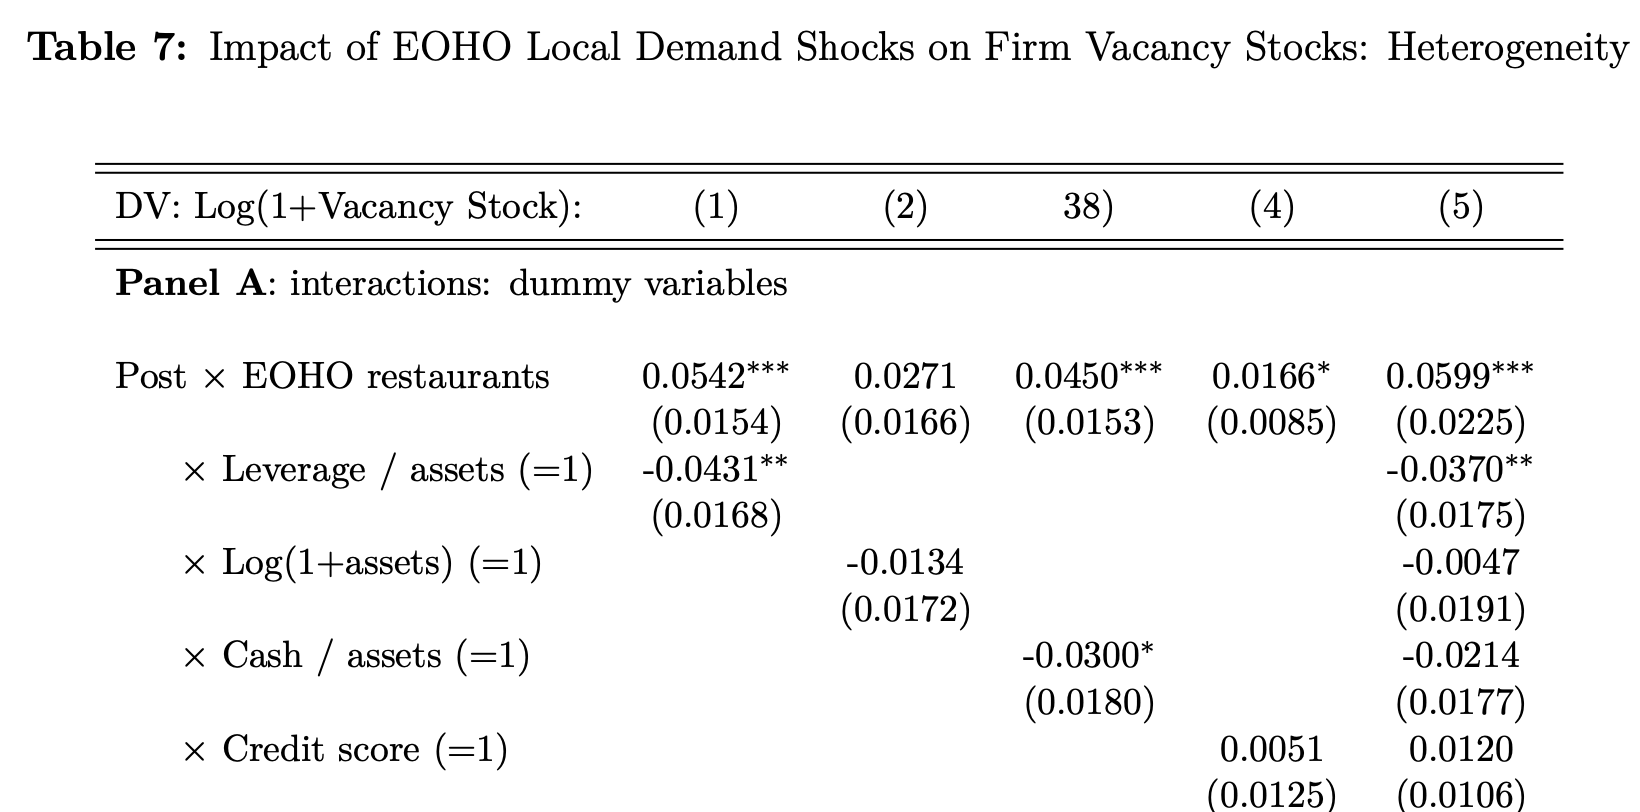 Table 7: Impact of EOHO Local Demand Shocks on Firm Vacancy Stocks: Heterogeneity
DV: Log(1+Vacancy Stock): (1) (2) 38) (4) (5)
Panel A: interactions: dummy variables
Post × EOHO restaurants 0.0542*** 0.0271 0.0450*** 0.0166* 0.0599***
(0.0154) (0.0166) (0.0153) (0.0085) (0.0225)
× Leverage / assets (=1) -0.0431** -0.0370**
(0.0168) (0.0175)
× Log(1+assets) (=1) -0.0134 -0.0047
(0.0172) (0.0191)
× Cash / assets (=1) -0.0300* -0.0214
(0.0180) (0.0177)
× Credit score (=1) 0.0051 0.0120
(0.0125) (0.0106)